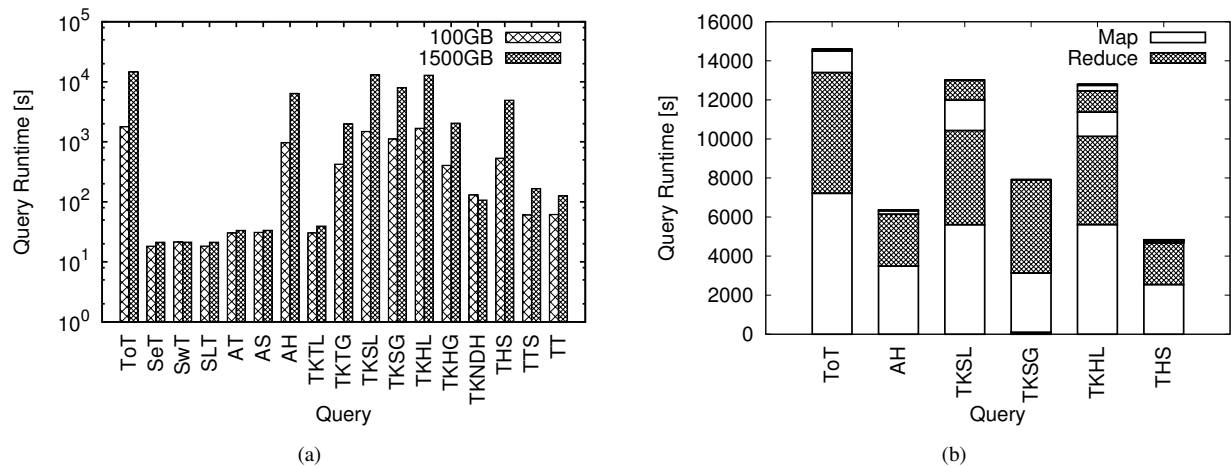 10^5
10^4
10^3
10^2
10^1
10^0
Query Runtime [s]
100GB
1500GB
ToT
SeT
SwT
SLT
AT
AS
AH
TKTL
TKTG
TKSL
TKSG
TKHL
TKHG
TKNDH
THS
TTS
TT
Query
(a)
16000
14000
12000
10000
8000
6000
4000
2000
0
Query Runtime [s]
Map
Reduce
ToT
AH
TKSL
TKSG
TKHL
THS
Query
(b)